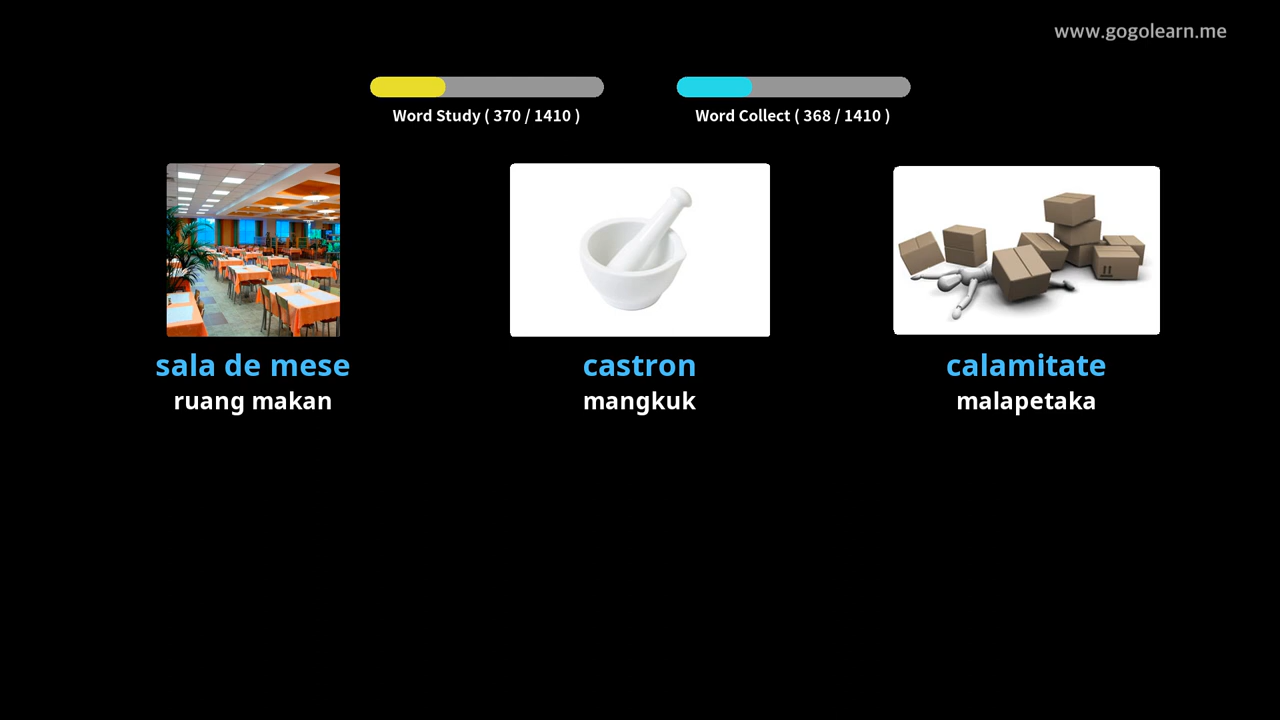 www.gogolearn.me
Word Study ( 370 / 1410 )
Word Collect ( 368 / 1410 )
sala de mese
ruang makan
castron
mangkuk
calamitate
malapetaka